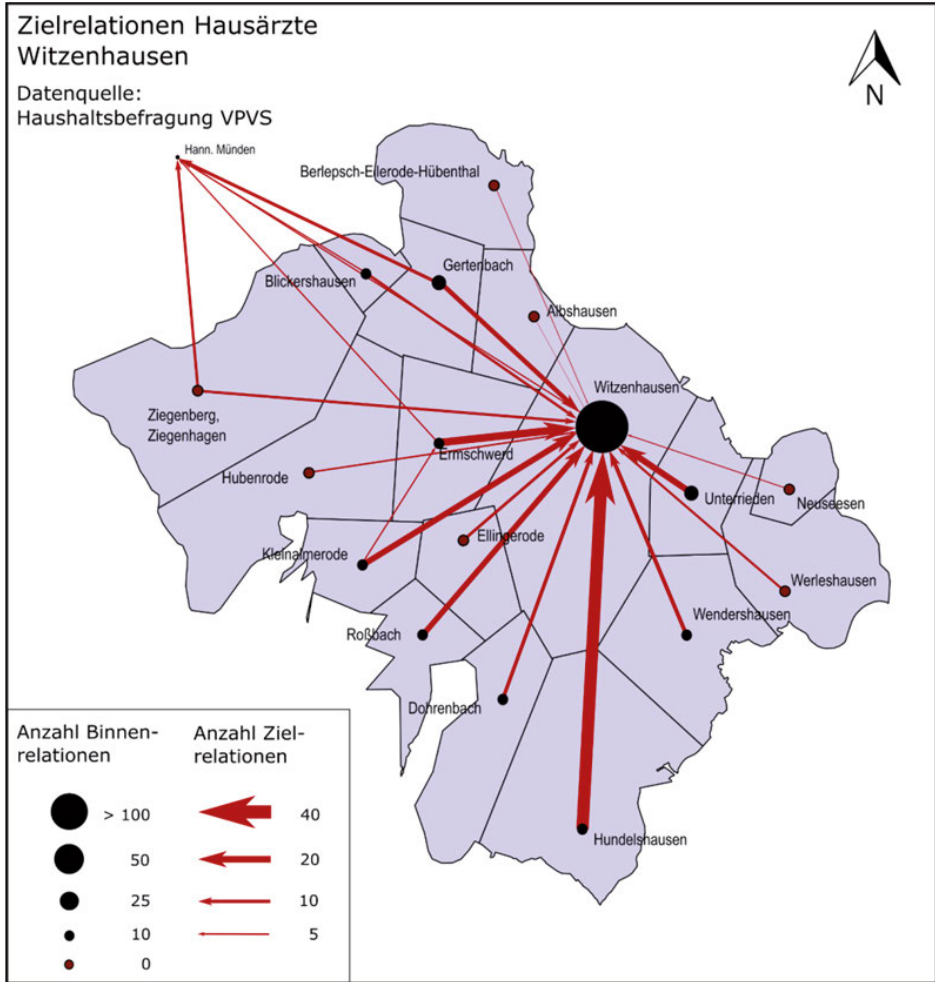 Zielrelationen Hausärzte
Witzenhausen
Datenquelle:
Haushaltsbefragung VPVS
N
Hann. Münden
Berlepsch-Ellerode-Hübenthal
Blickershausen
Gertenbach
Albshausen
Witzenhausen
Ziegenberg,
Ziegenhagen
Ermschwerd
Hubenrode
Unterrieden
Neuseesen
Kleinalmerode
Ellingerode
Werleshausen
Roßbach
Wendershausen
Dohrenbach
Hundelshausen
Anzahl Binnen-
relationen
> 100
50
25
10
0
Anzahl Ziel-
relationen
40
20
10
5